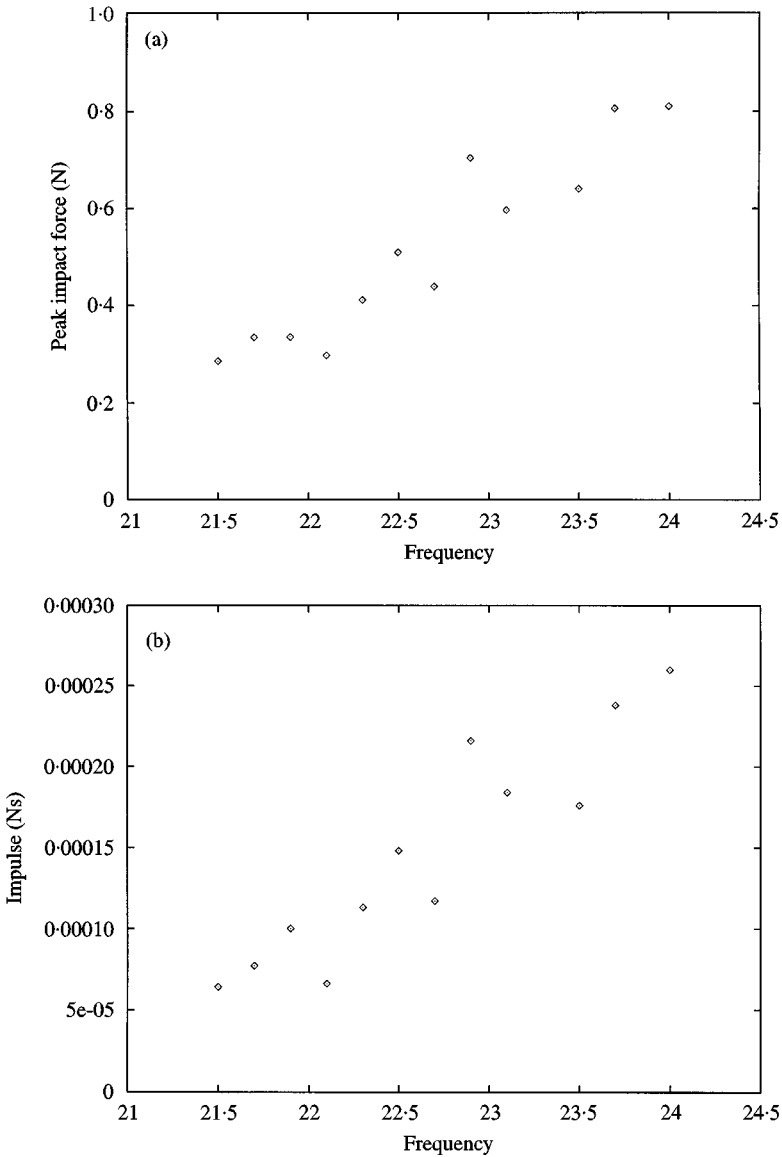 (a)
1·0
0·8
0·6
0·4
0·2
0
Peak impact force (N)
21 21·5 22 22·5 23 23·5 24 24·5
Frequency
(b)
0·00030
0·00025
0·00020
0·00015
0·00010
5e-05
0
Impulse (Ns)
21 21·5 22 22·5 23 23·5 24 24·5
Frequency